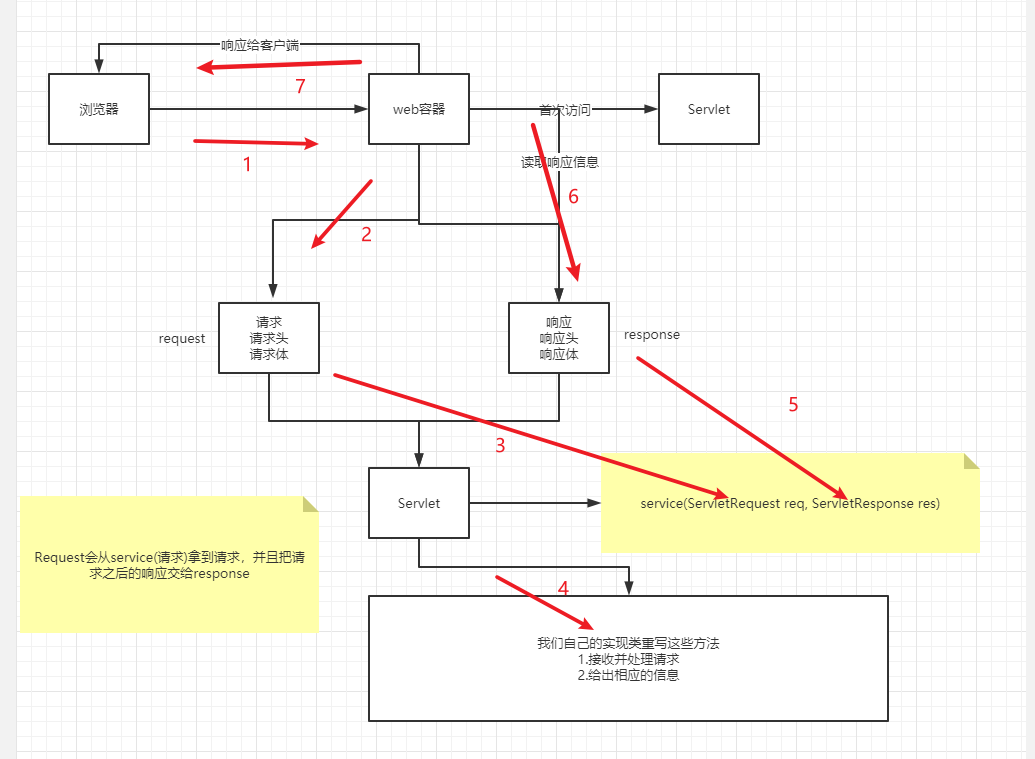 响应给客户端
7
浏览器
web容器
首次访问
Servlet
1
读取响应信息
6
2
request
请求
请求头
请求体
响应
响应头
响应体
response
5
3
Servlet
service(ServletRequest req, ServletResponse res)
Request会从service(请求)拿到请求，并且把请
求之后的响应交给response
4
我们自己的实现类重写这些方法
1.接收并处理请求
2.给出相应的信息